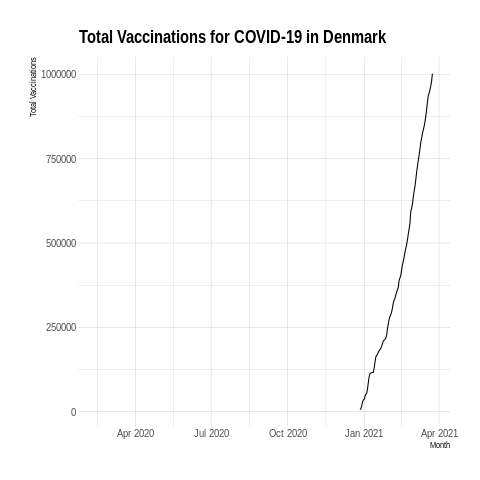 Total Vaccinations for COVID-19 in Denmark
Total Vaccinations
1000000
750000
500000
250000
0
Apr 2020 Jul 2020 Oct 2020 Jan 2021 Apr 2021
Month